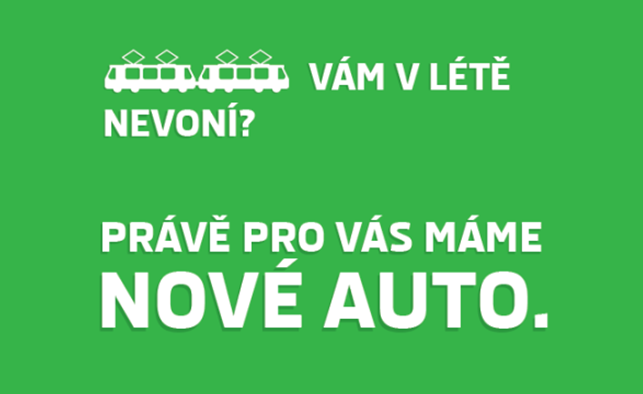 VÁM V LÉTĚ
NEVONÍ?
PRÁVĚ PRO VÁS MÁME
NOVÉ AUTO.